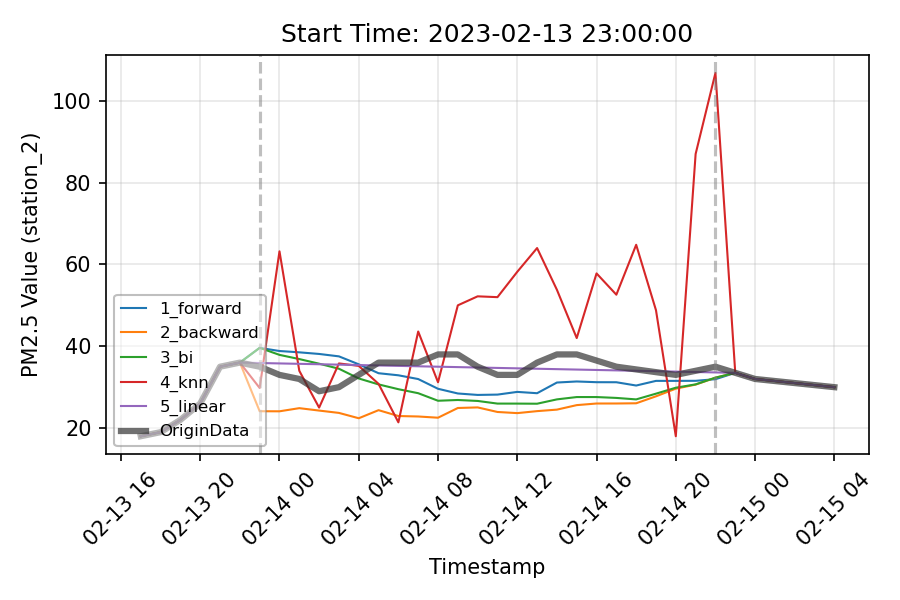 Start Time: 2023-02-13 23:00:00
PM2.5 Value (station_2)
100
80
60
40
20
1_forward
2_backward
3_bi
4_knn
5_linear
OriginData
02-13 16
02-13 20
02-14 00
02-14 04
02-14 08
02-14 12
02-14 16
02-14 20
02-15 00
02-15 04
Timestamp